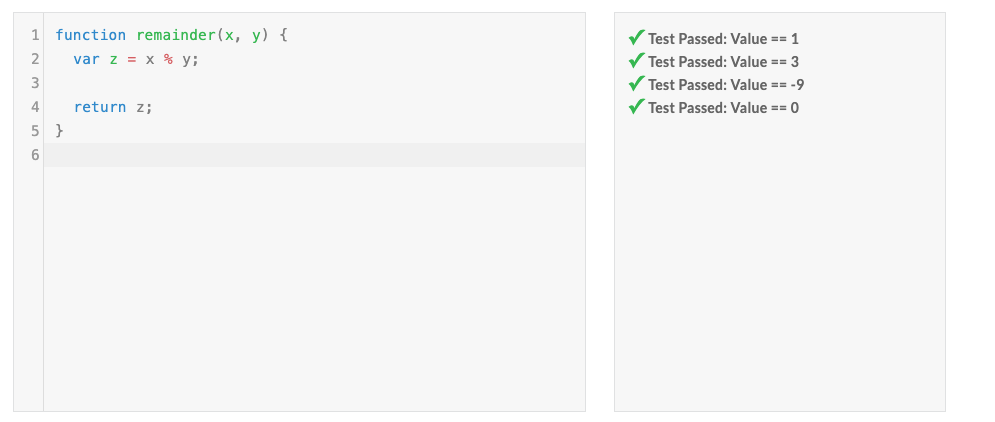 1 function remainder(x, y) {
2   var z = x % y;
3
4   return z;
5 }
6
✔ Test Passed: Value == 1
✔ Test Passed: Value == 3
✔ Test Passed: Value == -9
✔ Test Passed: Value == 0